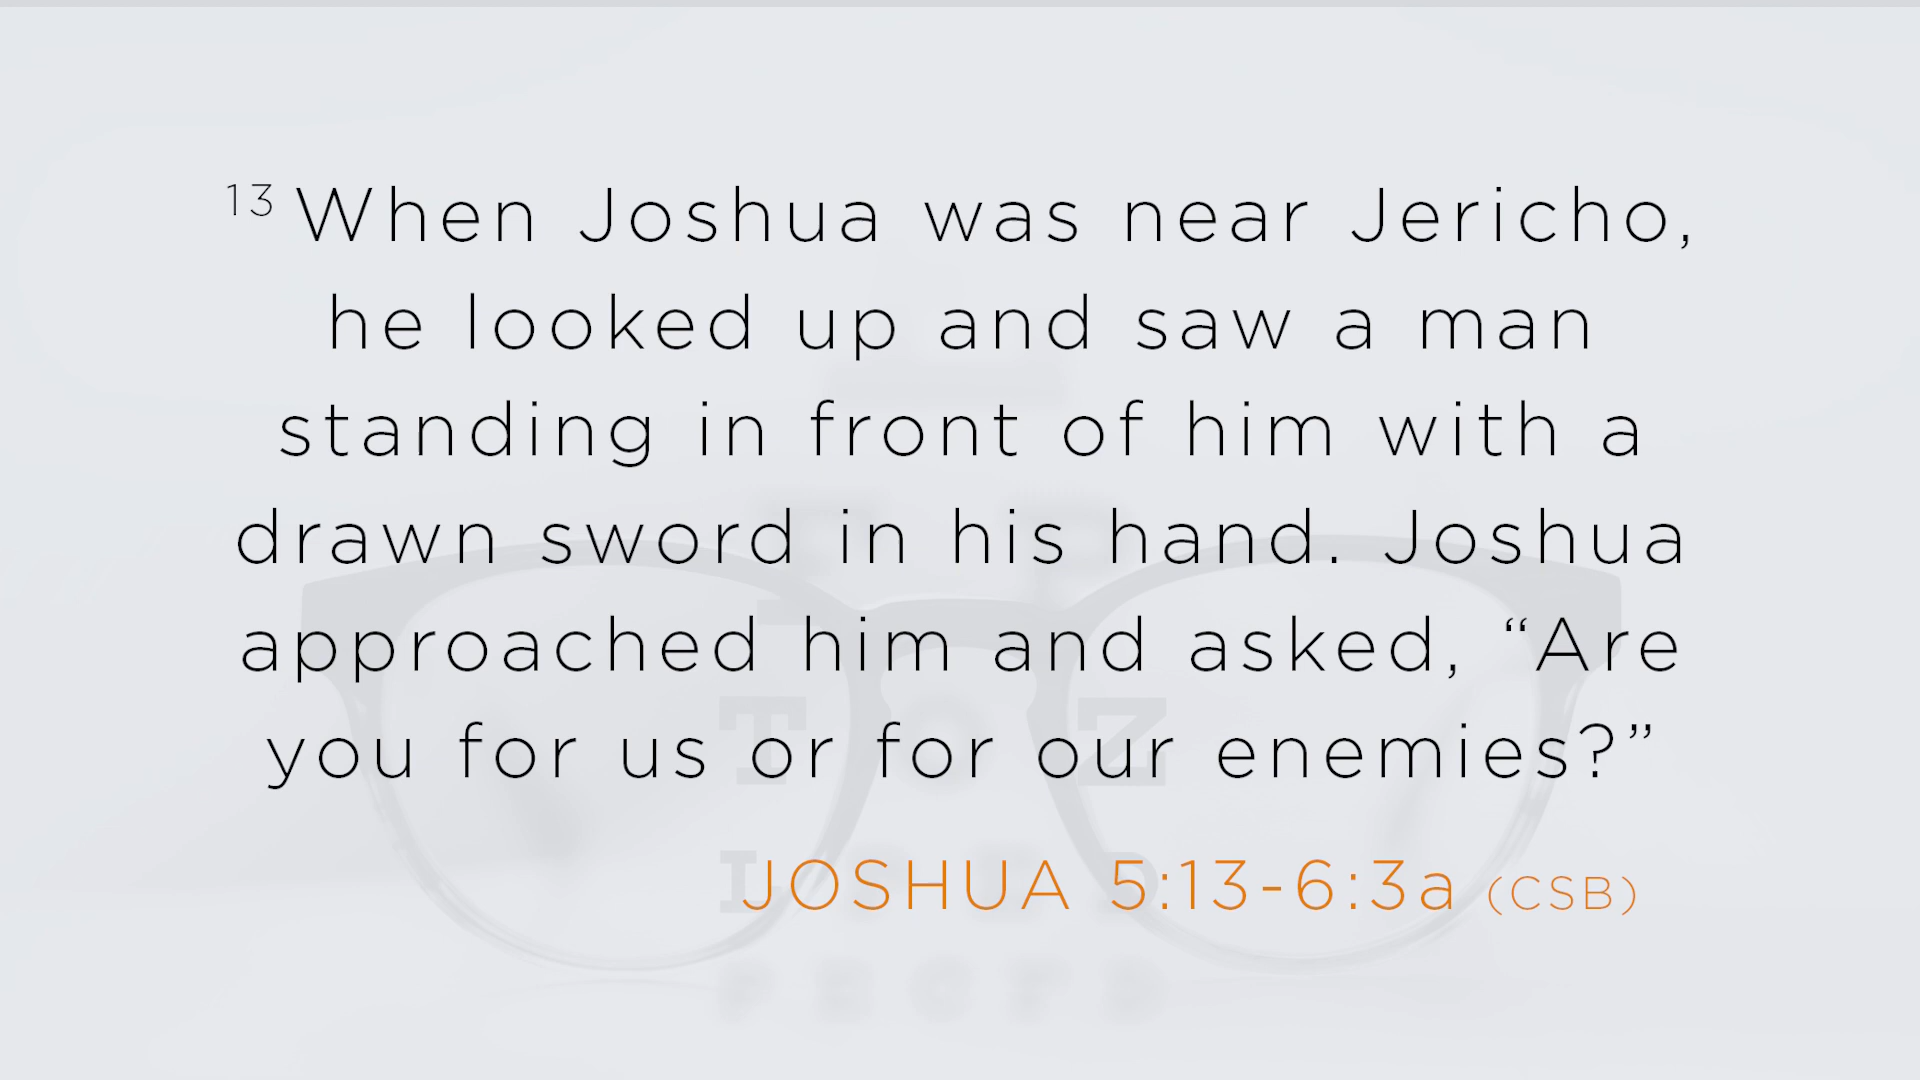 13 When Joshua was near Jericho,
he looked up and saw a man
standing in front of him with a
drawn sword in his hand. Joshua
approached him and asked, “Are
you for us or for our enemies?”
JOSHUA 5:13-6:3a (CSB)
T O Z